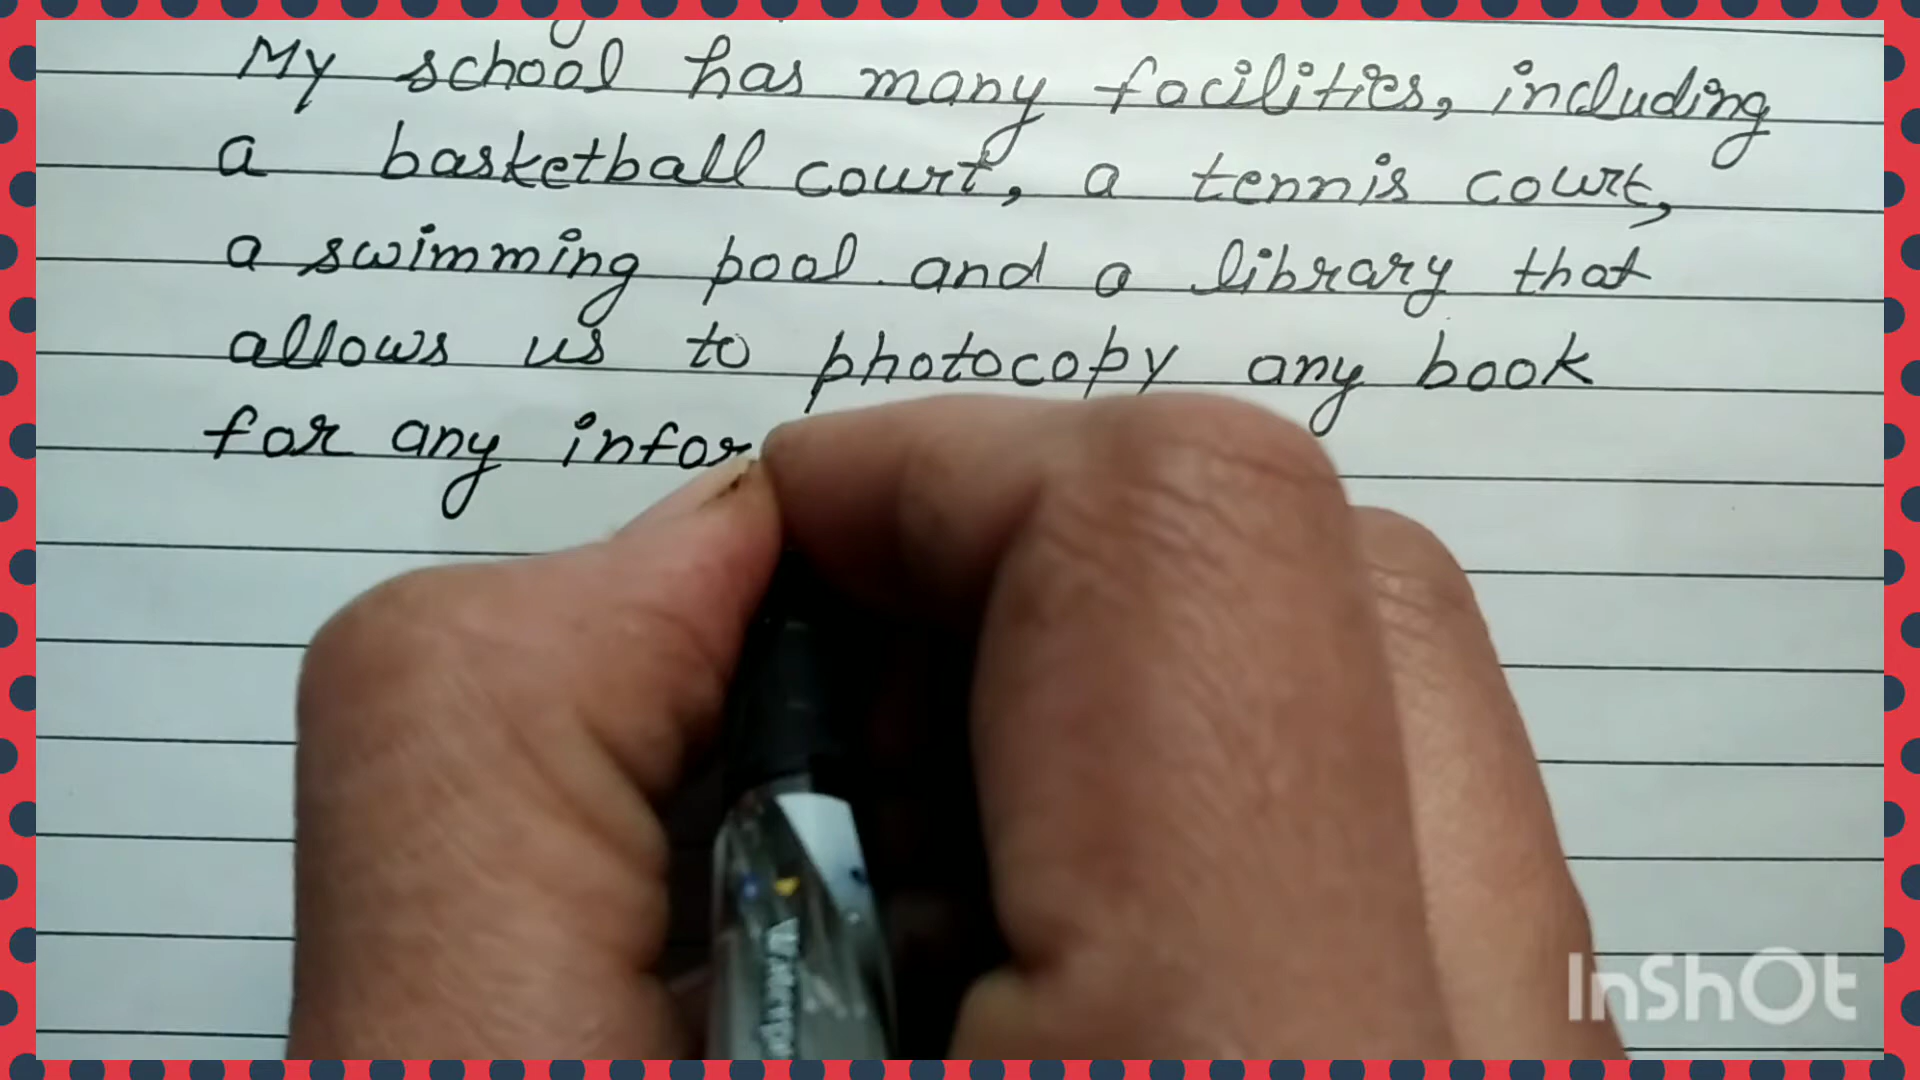 My school has many facilities, including
a basketball court, a tennis court,
a swimming pool and a library that
allows us to photocopy any book
for any infor
InShOt